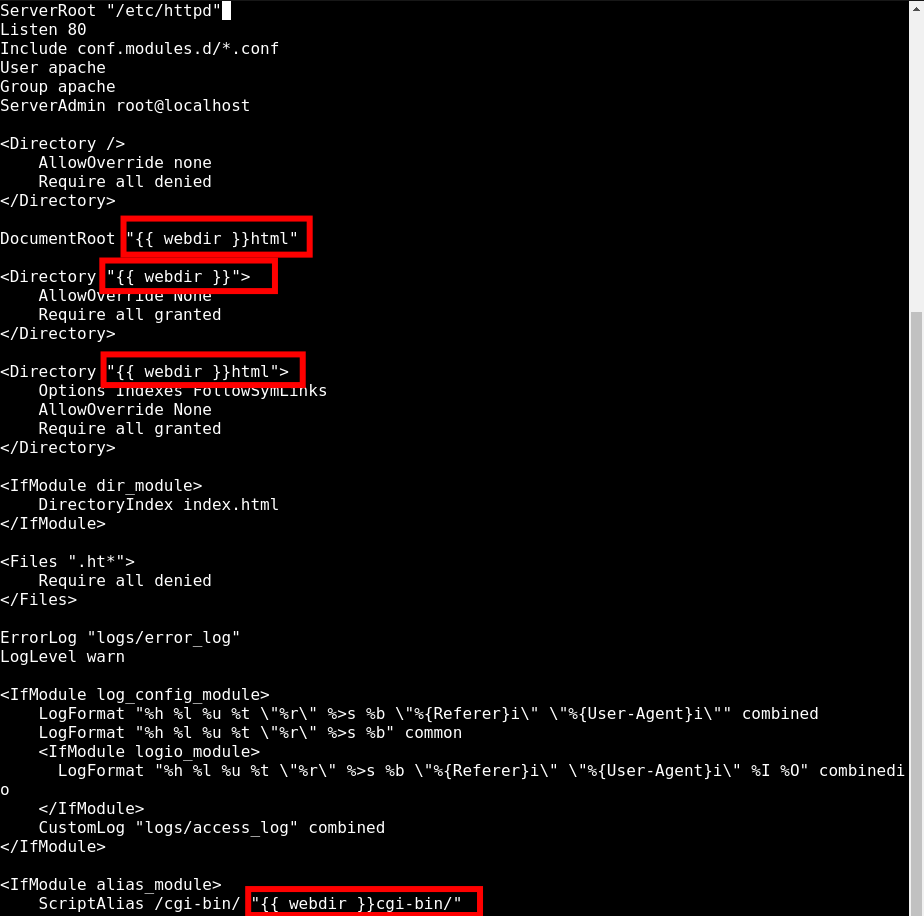 ServerRoot "/etc/httpd"
Listen 80
Include conf.modules.d/*.conf
User apache
Group apache
ServerAdmin root@localhost

<Directory />
    AllowOverride none
    Require all denied
</Directory>

DocumentRoot "{{ webdir }}html"

<Directory "{{ webdir }}">
    AllowOverride None
    Require all granted
</Directory>

<Directory "{{ webdir }}html">
    Options Indexes FollowSymLinks
    AllowOverride None
    Require all granted
</Directory>

<IfModule dir_module>
    DirectoryIndex index.html
</IfModule>

<Files ".ht*">
    Require all denied
</Files>

ErrorLog "logs/error_log"
LogLevel warn

<IfModule log_config_module>
    LogFormat "%h %l %u %t \"%r\" %>s %b \"%{Referer}i\" \"%{User-Agent}i\"" combined
    LogFormat "%h %l %u %t \"%r\" %>s %b" common
    <IfModule logio_module>
      LogFormat "%h %l %u %t \"%r\" %>s %b \"%{Referer}i\" \"%{User-Agent}i\" %I %O" combinedi
o
    </IfModule>
    CustomLog "logs/access_log" combined
</IfModule>

<IfModule alias_module>
    ScriptAlias /cgi-bin/ "{{ webdir }}cgi-bin/"